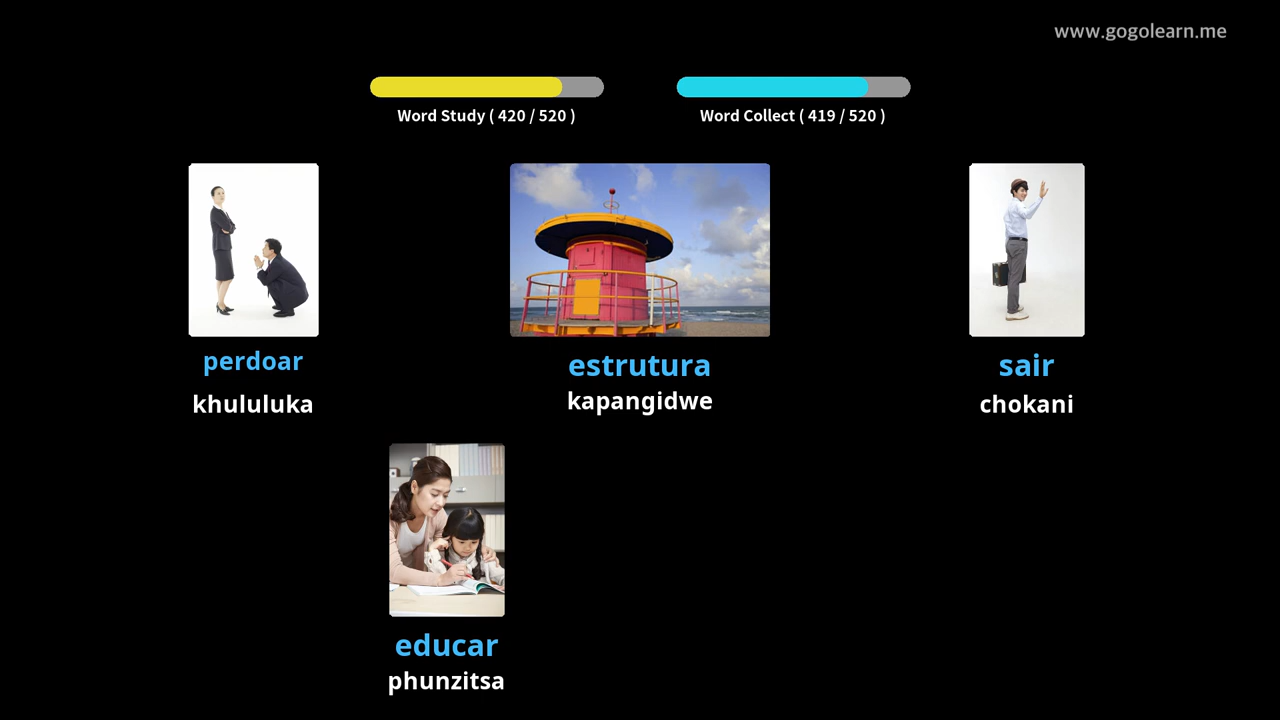 www.gogolearn.me
Word Study ( 420 / 520 )
Word Collect ( 419 / 520 )
perdoar
khululuka
estrutura
kapangidwe
sair
chokani
educar
phunzitsa